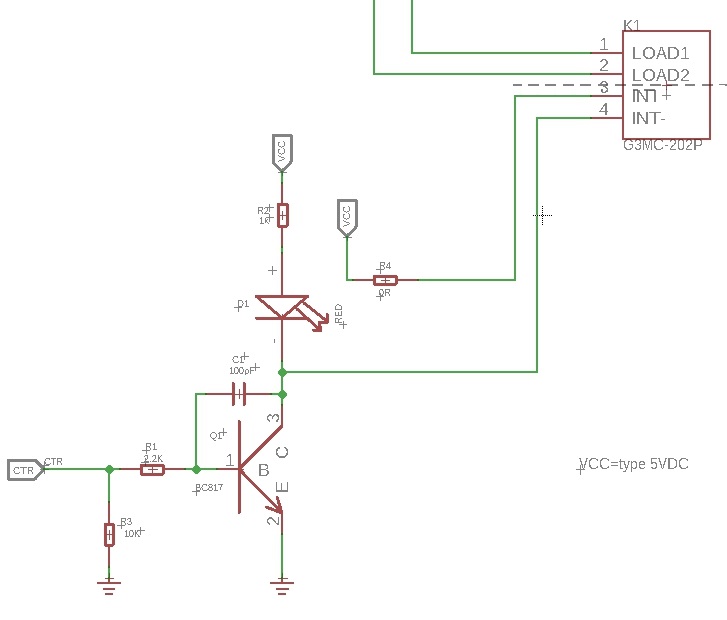 K1
1
LOAD1
2
LOAD2
3
4
INT-
G3MC-202P
VCC
R2
1K
VCC
R4
0R
+
D1
RED
-
C1
100pF
3
Q1
C
R1
2.2K
1
B
CTR
CTR
BC817
E
2
R3
10K
VCC=type 5VDC